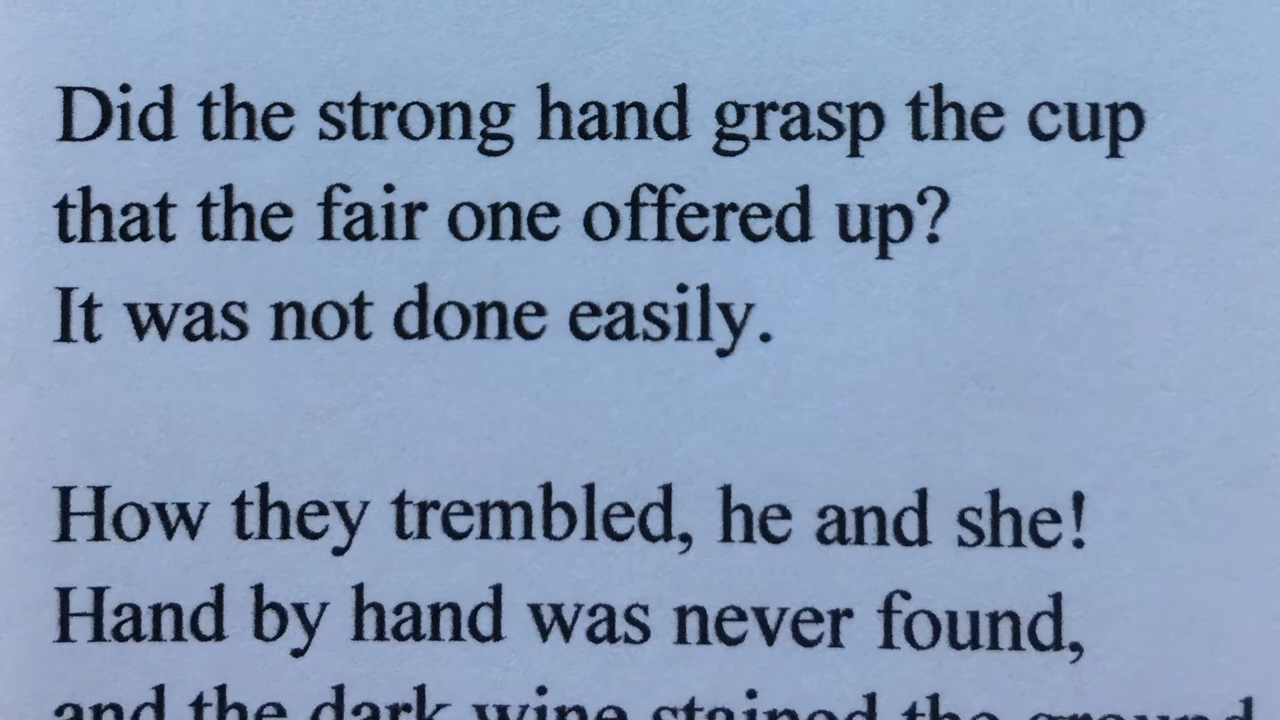 Did the strong hand grasp the cup
that the fair one offered up?
It was not done easily.
How they trembled, he and she!
Hand by hand was never found,
and the dark wine stained the ground